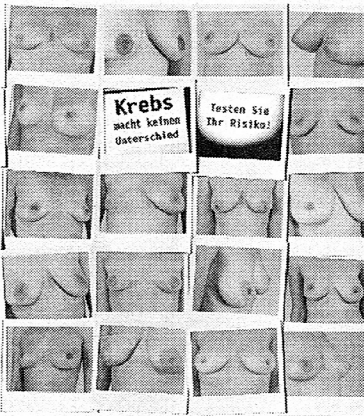 Krebs
macht keinen
Unterschied
Testen Sie
Ihr Risiko!